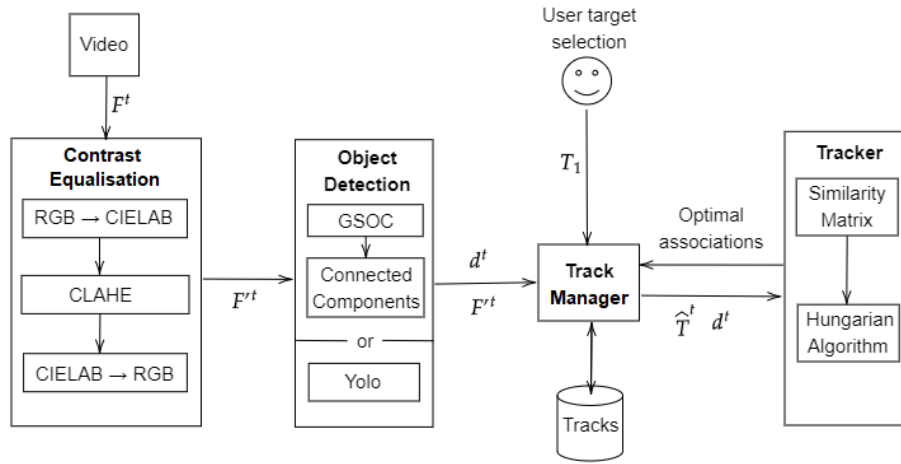 Video
F^t
Contrast
Equalisation
RGB → CIELAB
CLAHE
CIELAB → RGB
F'^t
Object
Detection
GSOC
Connected
Components
or
Yolo
d^t
F'^t
User target
selection
T_1
Track
Manager
Tracks
Optimal
associations
T̂^t d^t
Tracker
Similarity
Matrix
Hungarian
Algorithm